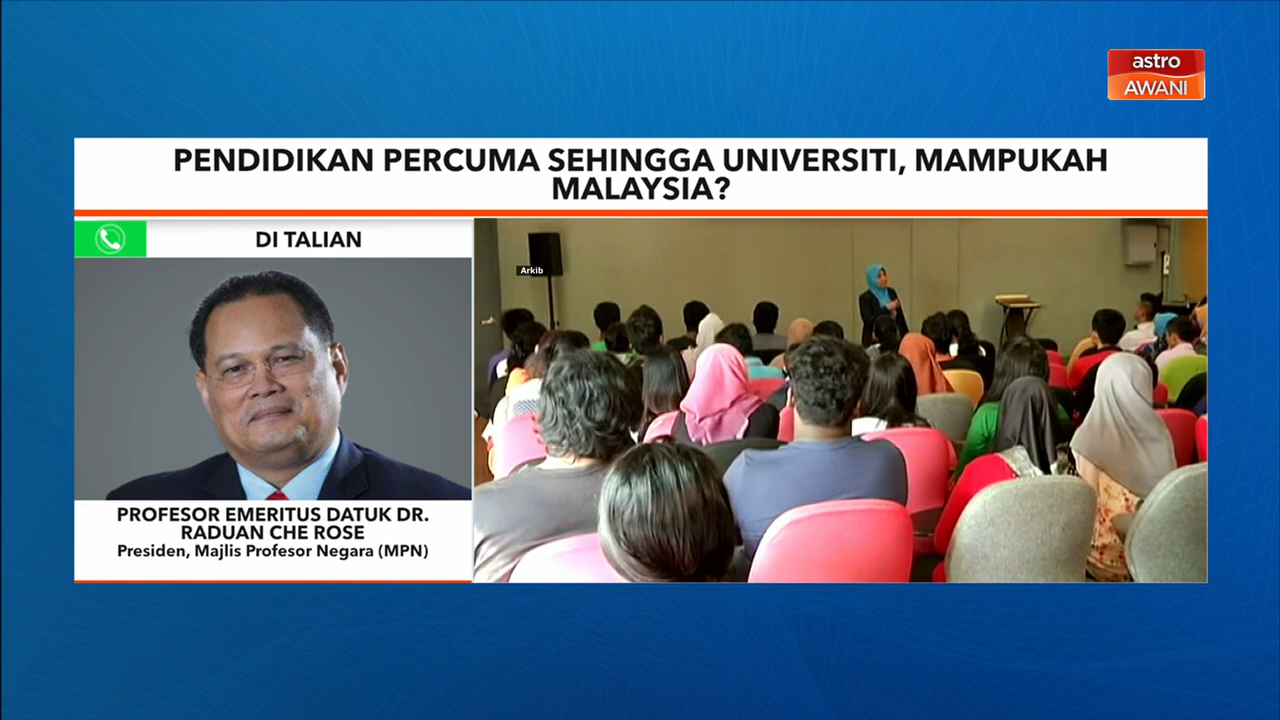 astro
AWANI
PENDIDIKAN PERCUMA SEHINGGA UNIVERSITI, MAMPUKAH
MALAYSIA?
DI TALIAN
Arkib
PROFESOR EMERITUS DATUK DR.
RADUAN CHE ROSE
Presiden, Majlis Profesor Negara (MPN)